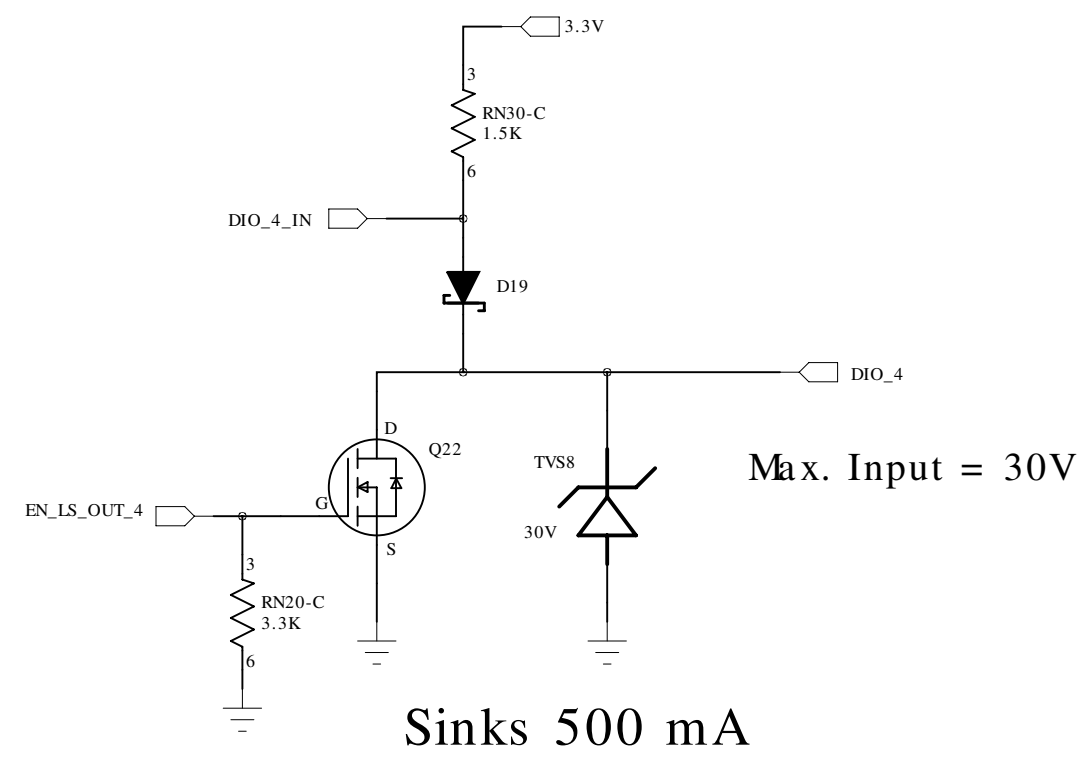 3.3V
3
RN30-C
1.5K
6
DIO_4_IN
D19
DIO_4
D
Q22
TVS8
Max. Input = 30V
EN_LS_OUT_4
G
30V
S
3
RN20-C
3.3K
6
Sinks 500 mA